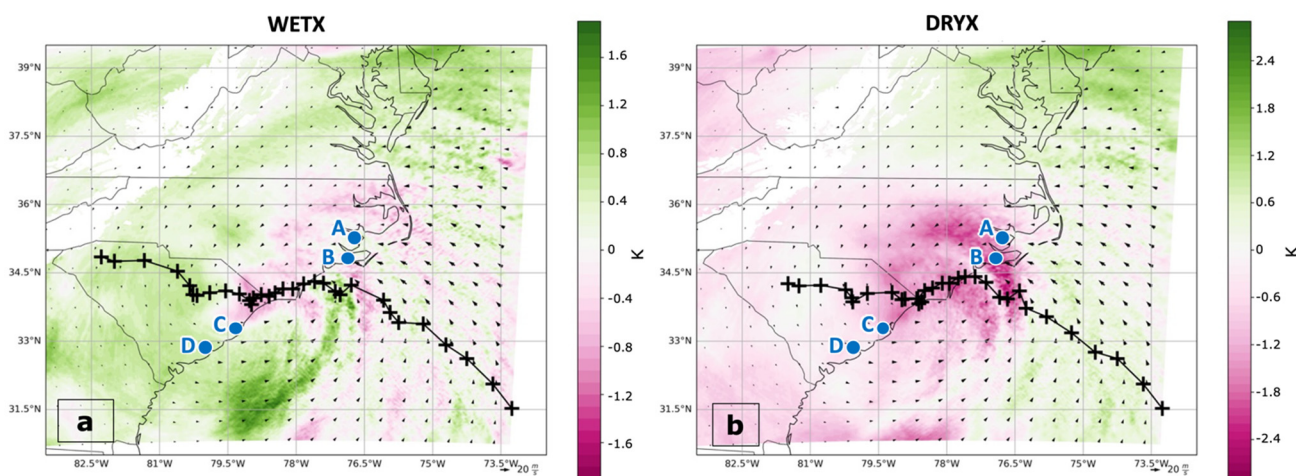 WETX
DRYX
39°N
37.5°N
36°N
34.5°N
33°N
31.5°N
82.5°W
81°W
79.5°W
78°W
76.5°W
75°W
73.5°W
20 m/s
A
B
C
D
a
1.6
1.2
0.8
0.4
0
-0.4
-0.8
-1.2
-1.6
K
39°N
37.5°N
36°N
34.5°N
33°N
31.5°N
82.5°W
81°W
79.5°W
78°W
76.5°W
75°W
73.5°W
20 m/s
A
B
C
D
b
2.4
1.8
1.2
0.6
0
-0.6
-1.2
-1.8
-2.4
K